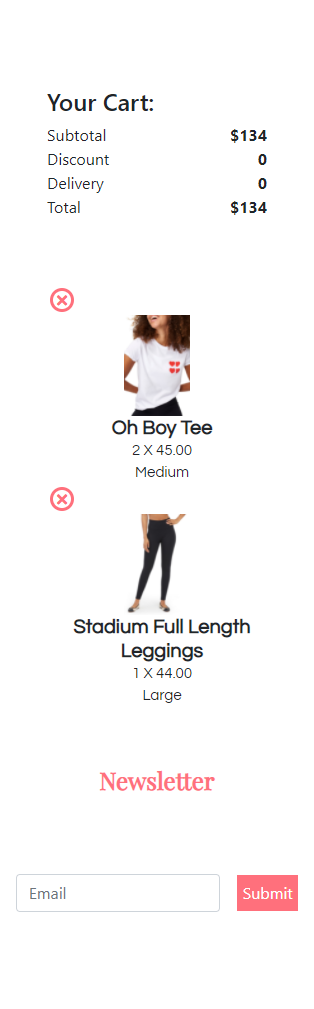 Your Cart:
Subtotal $134
Discount 0
Delivery 0
Total $134
Oh Boy Tee
2 X 45.00
Medium
Stadium Full Length
Leggings
1 X 44.00
Large
Newsletter
Email Submit